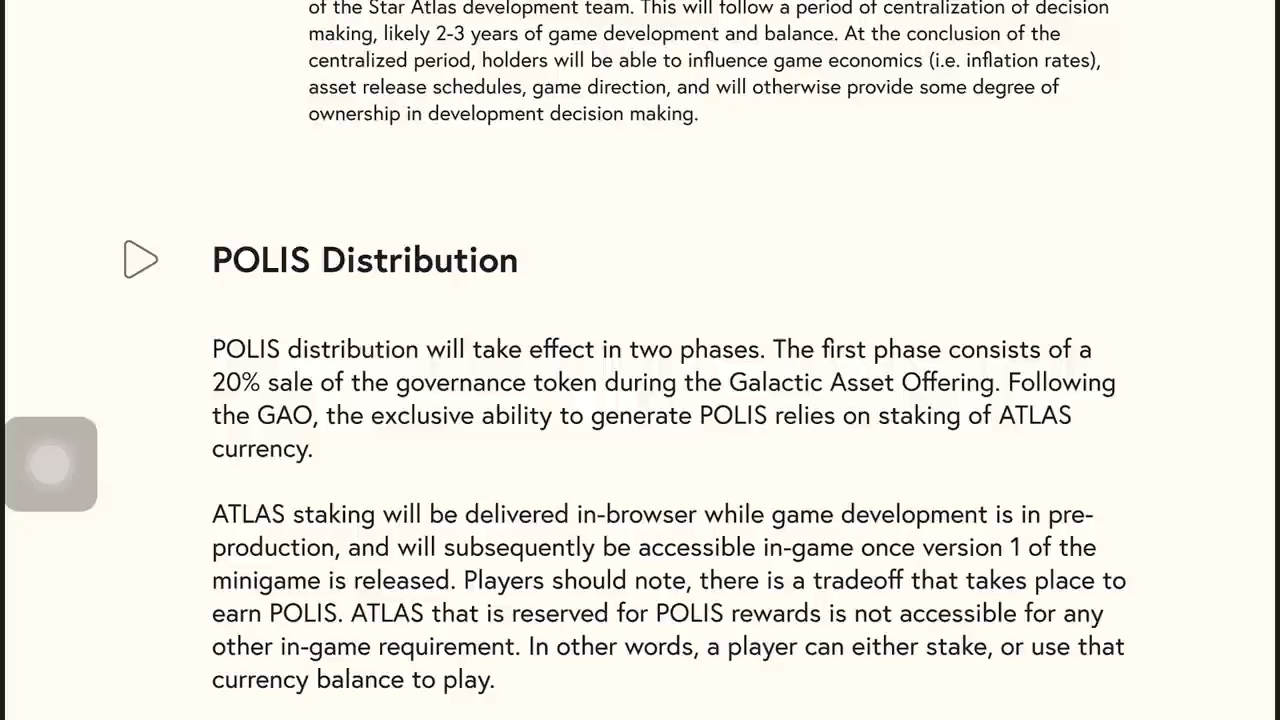 of the Star Atlas development team. This will follow a period of centralization of decision
making, likely 2-3 years of game development and balance. At the conclusion of the
centralized period, holders will be able to influence game economics (i.e. inflation rates),
asset release schedules, game direction, and will otherwise provide some degree of
ownership in development decision making.
POLIS Distribution
POLIS distribution will take effect in two phases. The first phase consists of a
20% sale of the governance token during the Galactic Asset Offering. Following
the GAO, the exclusive ability to generate POLIS relies on staking of ATLAS
currency.
ATLAS staking will be delivered in-browser while game development is in pre-
production, and will subsequently be accessible in-game once version 1 of the
minigame is released. Players should note, there is a tradeoff that takes place to
earn POLIS. ATLAS that is reserved for POLIS rewards is not accessible for any
other in-game requirement. In other words, a player can either stake, or use that
currency balance to play.